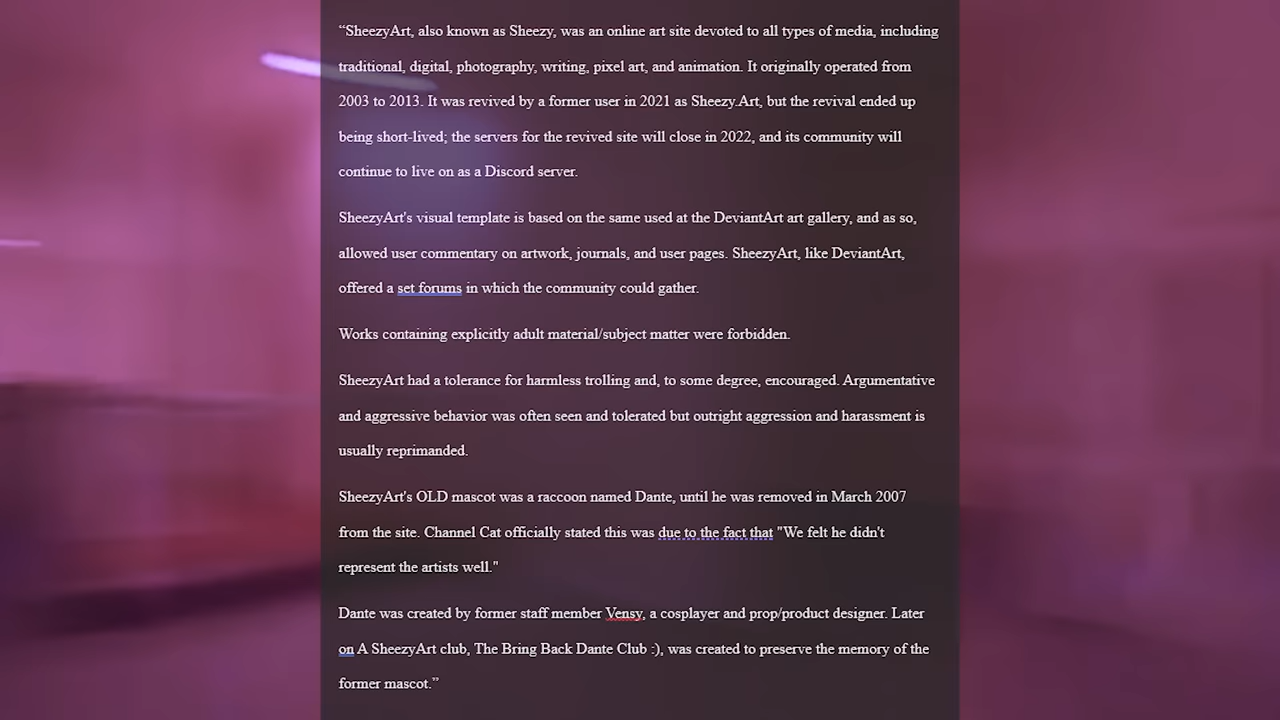 “SheezyArt, also known as Sheezy, was an online art site devoted to all types of media, including
traditional, digital, photography, writing, pixel art, and animation. It originally operated from
2003 to 2013. It was revived by a former user in 2021 as Sheezy.Art, but the revival ended up
being short-lived; the servers for the revived site will close in 2022, and its community will
continue to live on as a Discord server.
SheezyArt's visual template is based on the same used at the DeviantArt art gallery, and as so,
allowed user commentary on artwork, journals, and user pages. SheezyArt, like DeviantArt,
offered a set forums in which the community could gather.
Works containing explicitly adult material/subject matter were forbidden.
SheezyArt had a tolerance for harmless trolling and, to some degree, encouraged. Argumentative
and aggressive behavior was often seen and tolerated but outright aggression and harassment is
usually reprimanded.
SheezyArt's OLD mascot was a raccoon named Dante, until he was removed in March 2007
from the site. Channel Cat officially stated this was due to the fact that "We felt he didn't
represent the artists well."
Dante was created by former staff member Vensy, a cosplayer and prop/product designer. Later
on A SheezyArt club, The Bring Back Dante Club :), was created to preserve the memory of the
former mascot.”